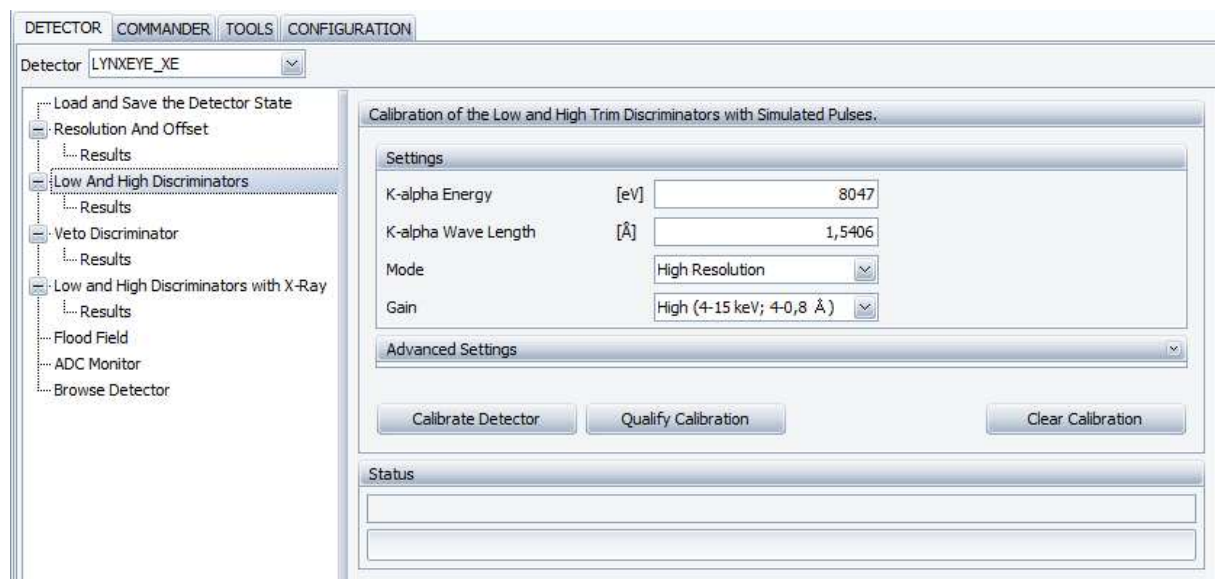 DETECTOR COMMANDER TOOLS CONFIGURATION
Detector LYNXEYE_XE
Load and Save the Detector State
Resolution And Offset
Results
Low And High Discriminators
Results
Veto Discriminator
Results
Low and High Discriminators with X-Ray
Results
Flood Field
ADC Monitor
Browse Detector
Calibration of the Low and High Trim Discriminators with Simulated Pulses.
Settings
K-alpha Energy [eV] 8047
K-alpha Wave Length [Â] 1,5406
Mode High Resolution
Gain High (4-15 keV; 4-0,8 Å)
Advanced Settings
Calibrate Detector Qualify Calibration Clear Calibration
Status